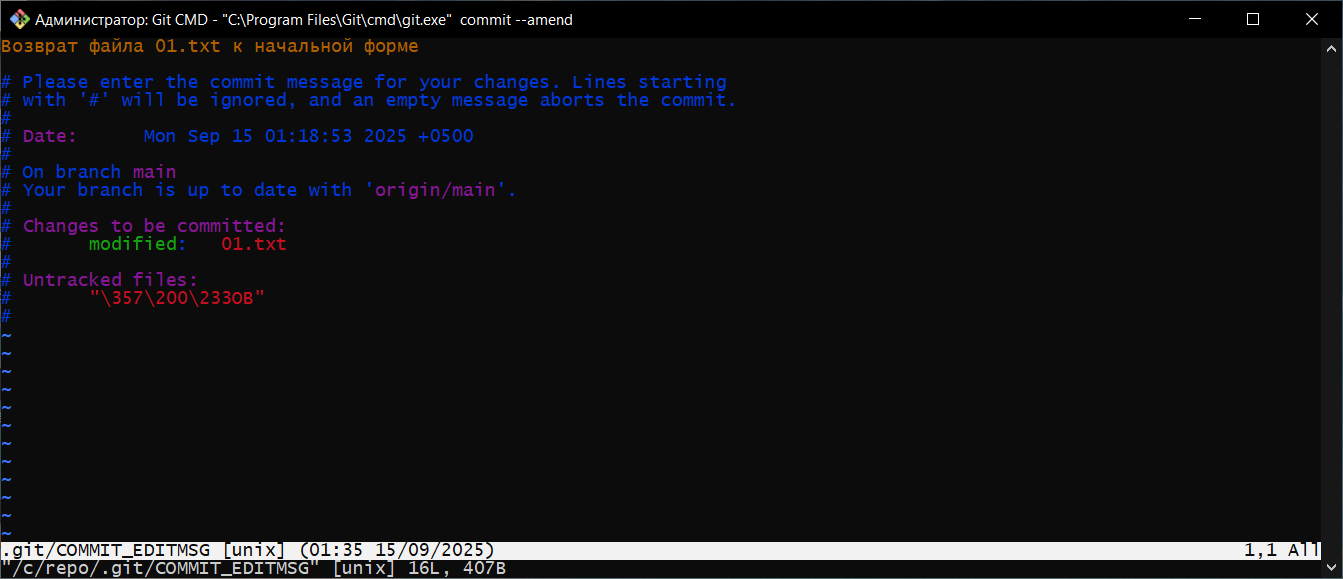 Администратор: Git CMD - "C:\Program Files\Git\cmd\git.exe" commit --amend
Возврат файла 01.txt к начальной форме
# Please enter the commit message for your changes. Lines starting
# with '#' will be ignored, and an empty message aborts the commit.
#
# Date:      Mon Sep 15 01:18:53 2025 +0500
#
# On branch main
# Your branch is up to date with 'origin/main'.
#
# Changes to be committed:
#       modified:   01.txt
#
# Untracked files:
#       "\357\200\233OB"
#
~
~
~
~
~
~
~
~
~
~
~
~
.git/COMMIT_EDITMSG [unix] (01:35 15/09/2025) 1,1 All
"/c/repo/.git/COMMIT_EDITMSG" [unix] 16L, 407B